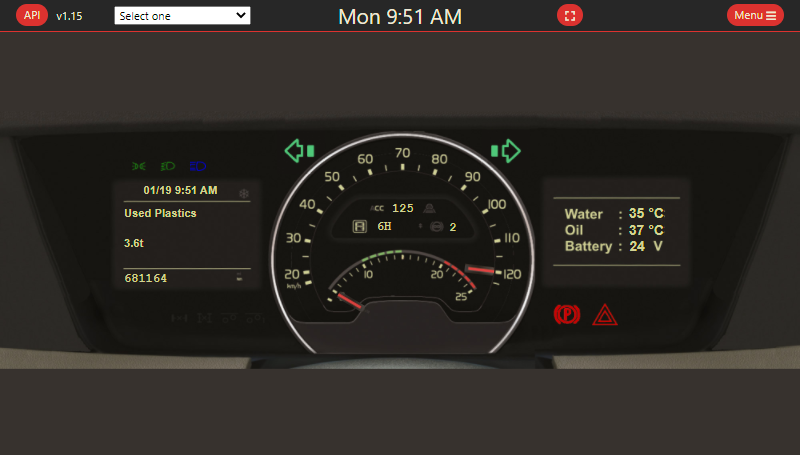 API
v1.15
Select one
Mon 9:51 AM
Menu
01/19 9:51 AM
Used Plastics
3.6t
681164
20
30
40
50
60
70
80
90
100
110
120
km/h
ACC 125
A 6H
2
10
20
25
Water : 35 °C
Oil : 37 °C
Battery : 24 V
P